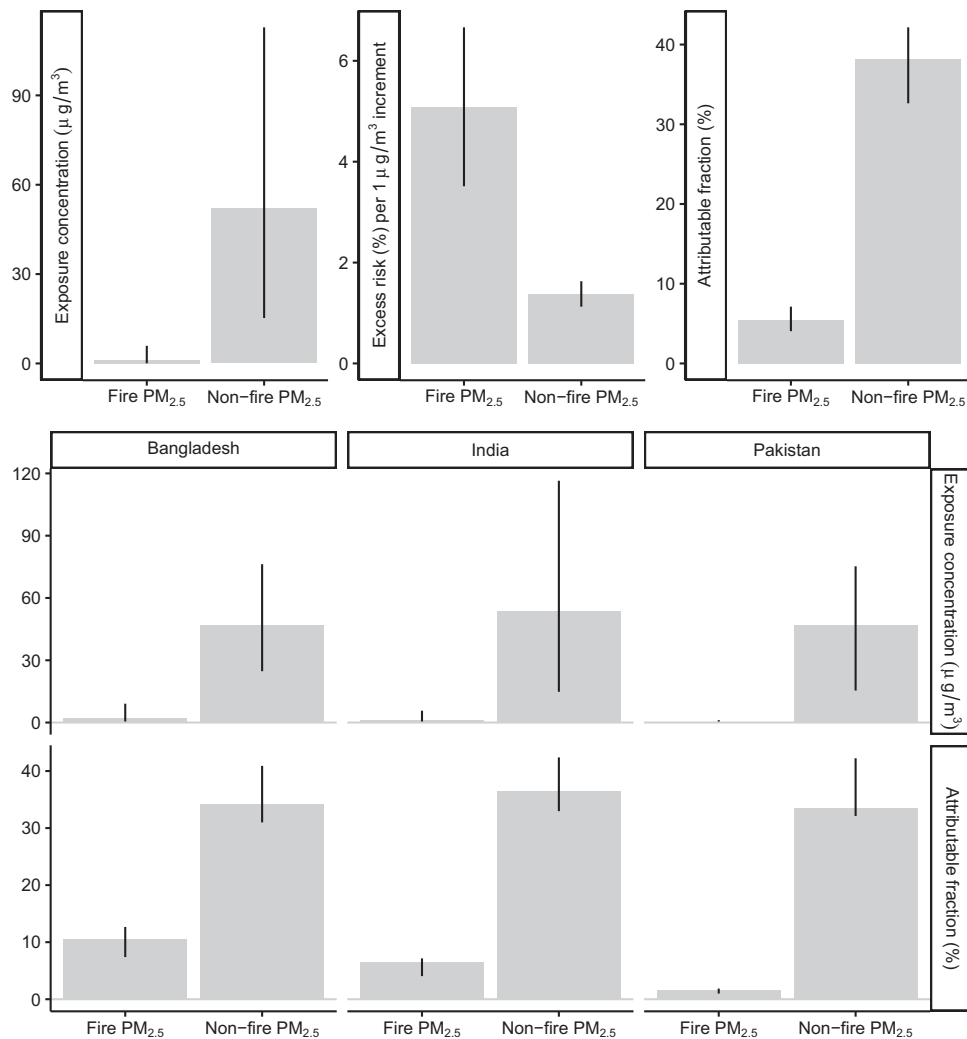 Exposure concentration (μ g/m³)
90
60
30
0
Fire PM₂.₅
Non−fire PM₂.₅
Excess risk (%) per 1 μ g/m³ increment
6
4
2
0
Fire PM₂.₅
Non−fire PM₂.₅
Attributable fraction (%)
40
30
20
10
0
Fire PM₂.₅
Non−fire PM₂.₅
Bangladesh
India
Pakistan
120
90
60
30
0
Exposure concentration (μ g/m³)
40
30
20
10
0
Attributable fraction (%)
Fire PM₂.₅
Non−fire PM₂.₅
Fire PM₂.₅
Non−fire PM₂.₅
Fire PM₂.₅
Non−fire PM₂.₅